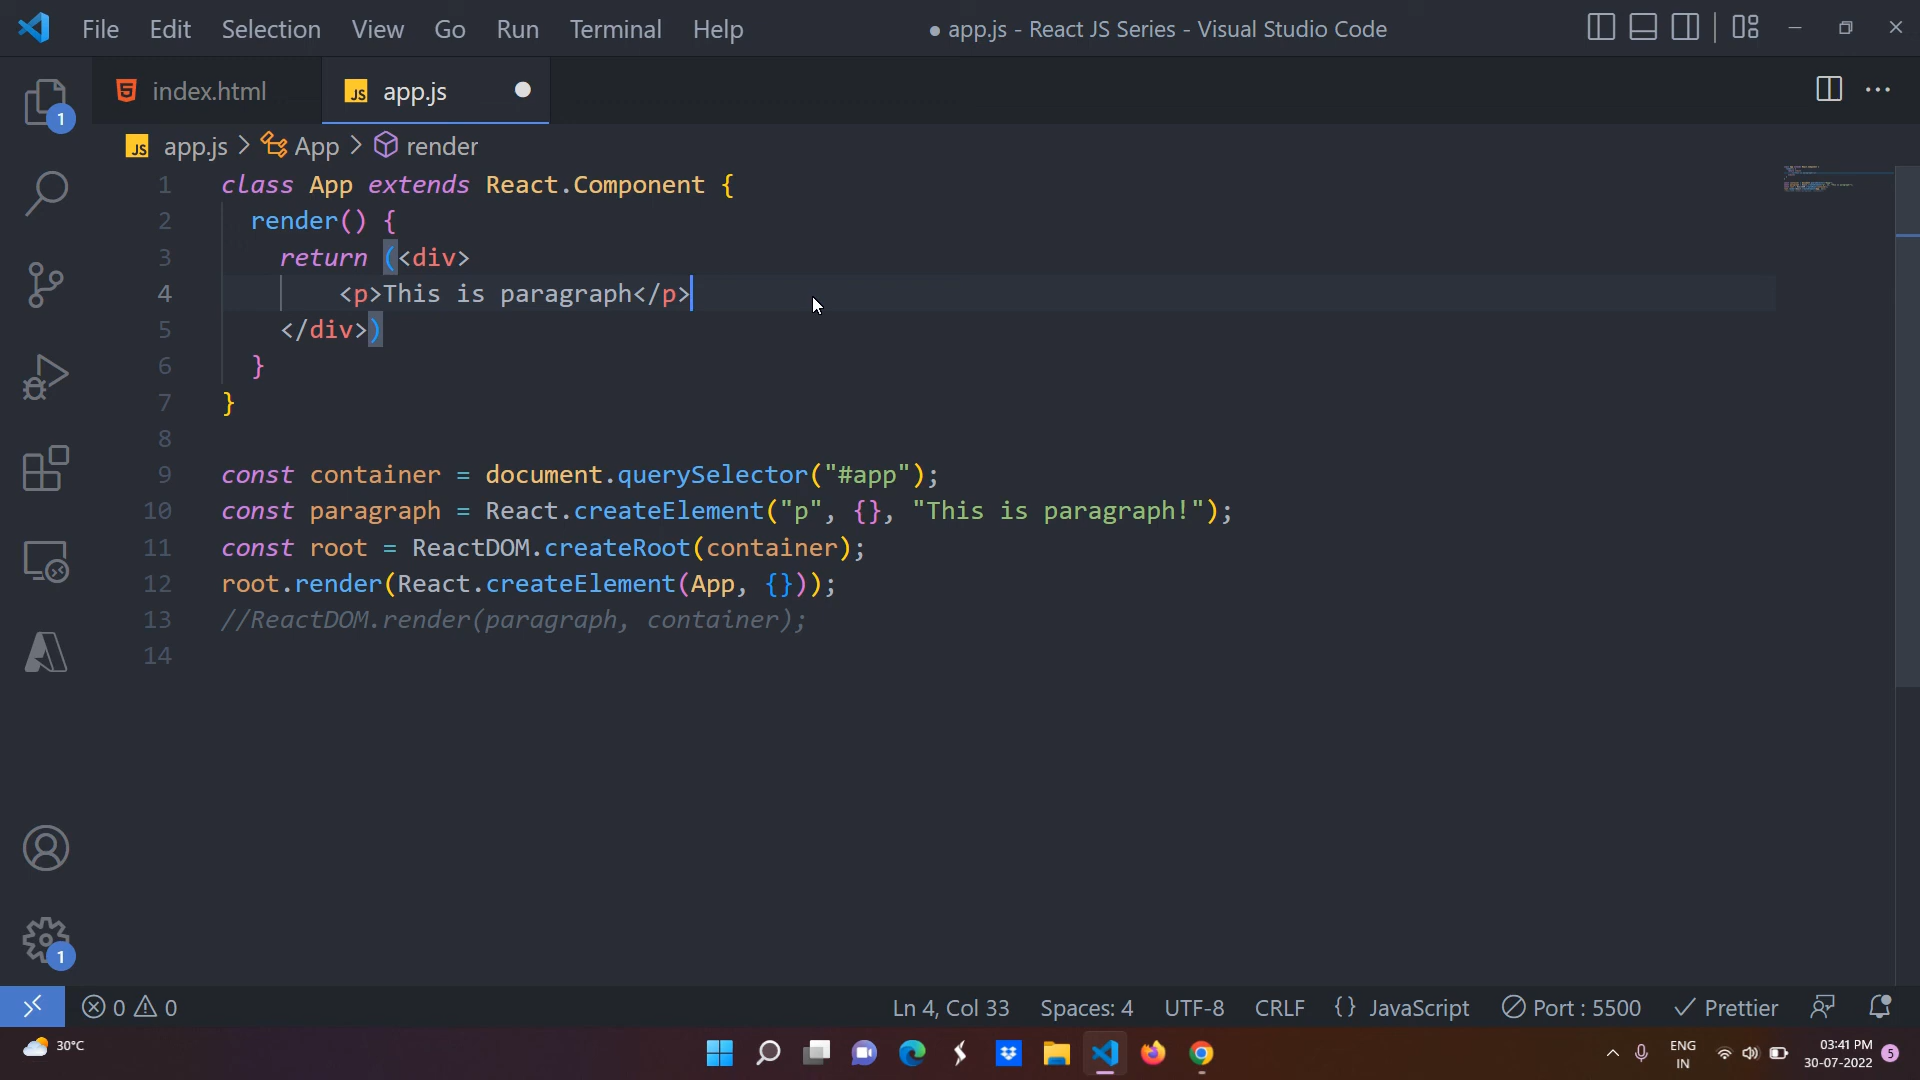 File Edit Selection View Go Run Terminal Help
● app.js - React JS Series - Visual Studio Code
index.html
JS app.js
JS app.js > App > render
1 class App extends React.Component {
2 render() {
3 return (<div>
4 <p>This is paragraph</p>
5 </div>)
6 }
7 }
8
9 const container = document.querySelector("#app");
10 const paragraph = React.createElement("p", {}, "This is paragraph!");
11 const root = ReactDOM.createRoot(container);
12 root.render(React.createElement(App, {}));
13 //ReactDOM.render(paragraph, container);
14
1
1
0 0 Ln 4, Col 33 Spaces: 4 UTF-8 CRLF {} JavaScript Port : 5500 Prettier
30°C
ENG
IN
03:41 PM
30-07-2022
5